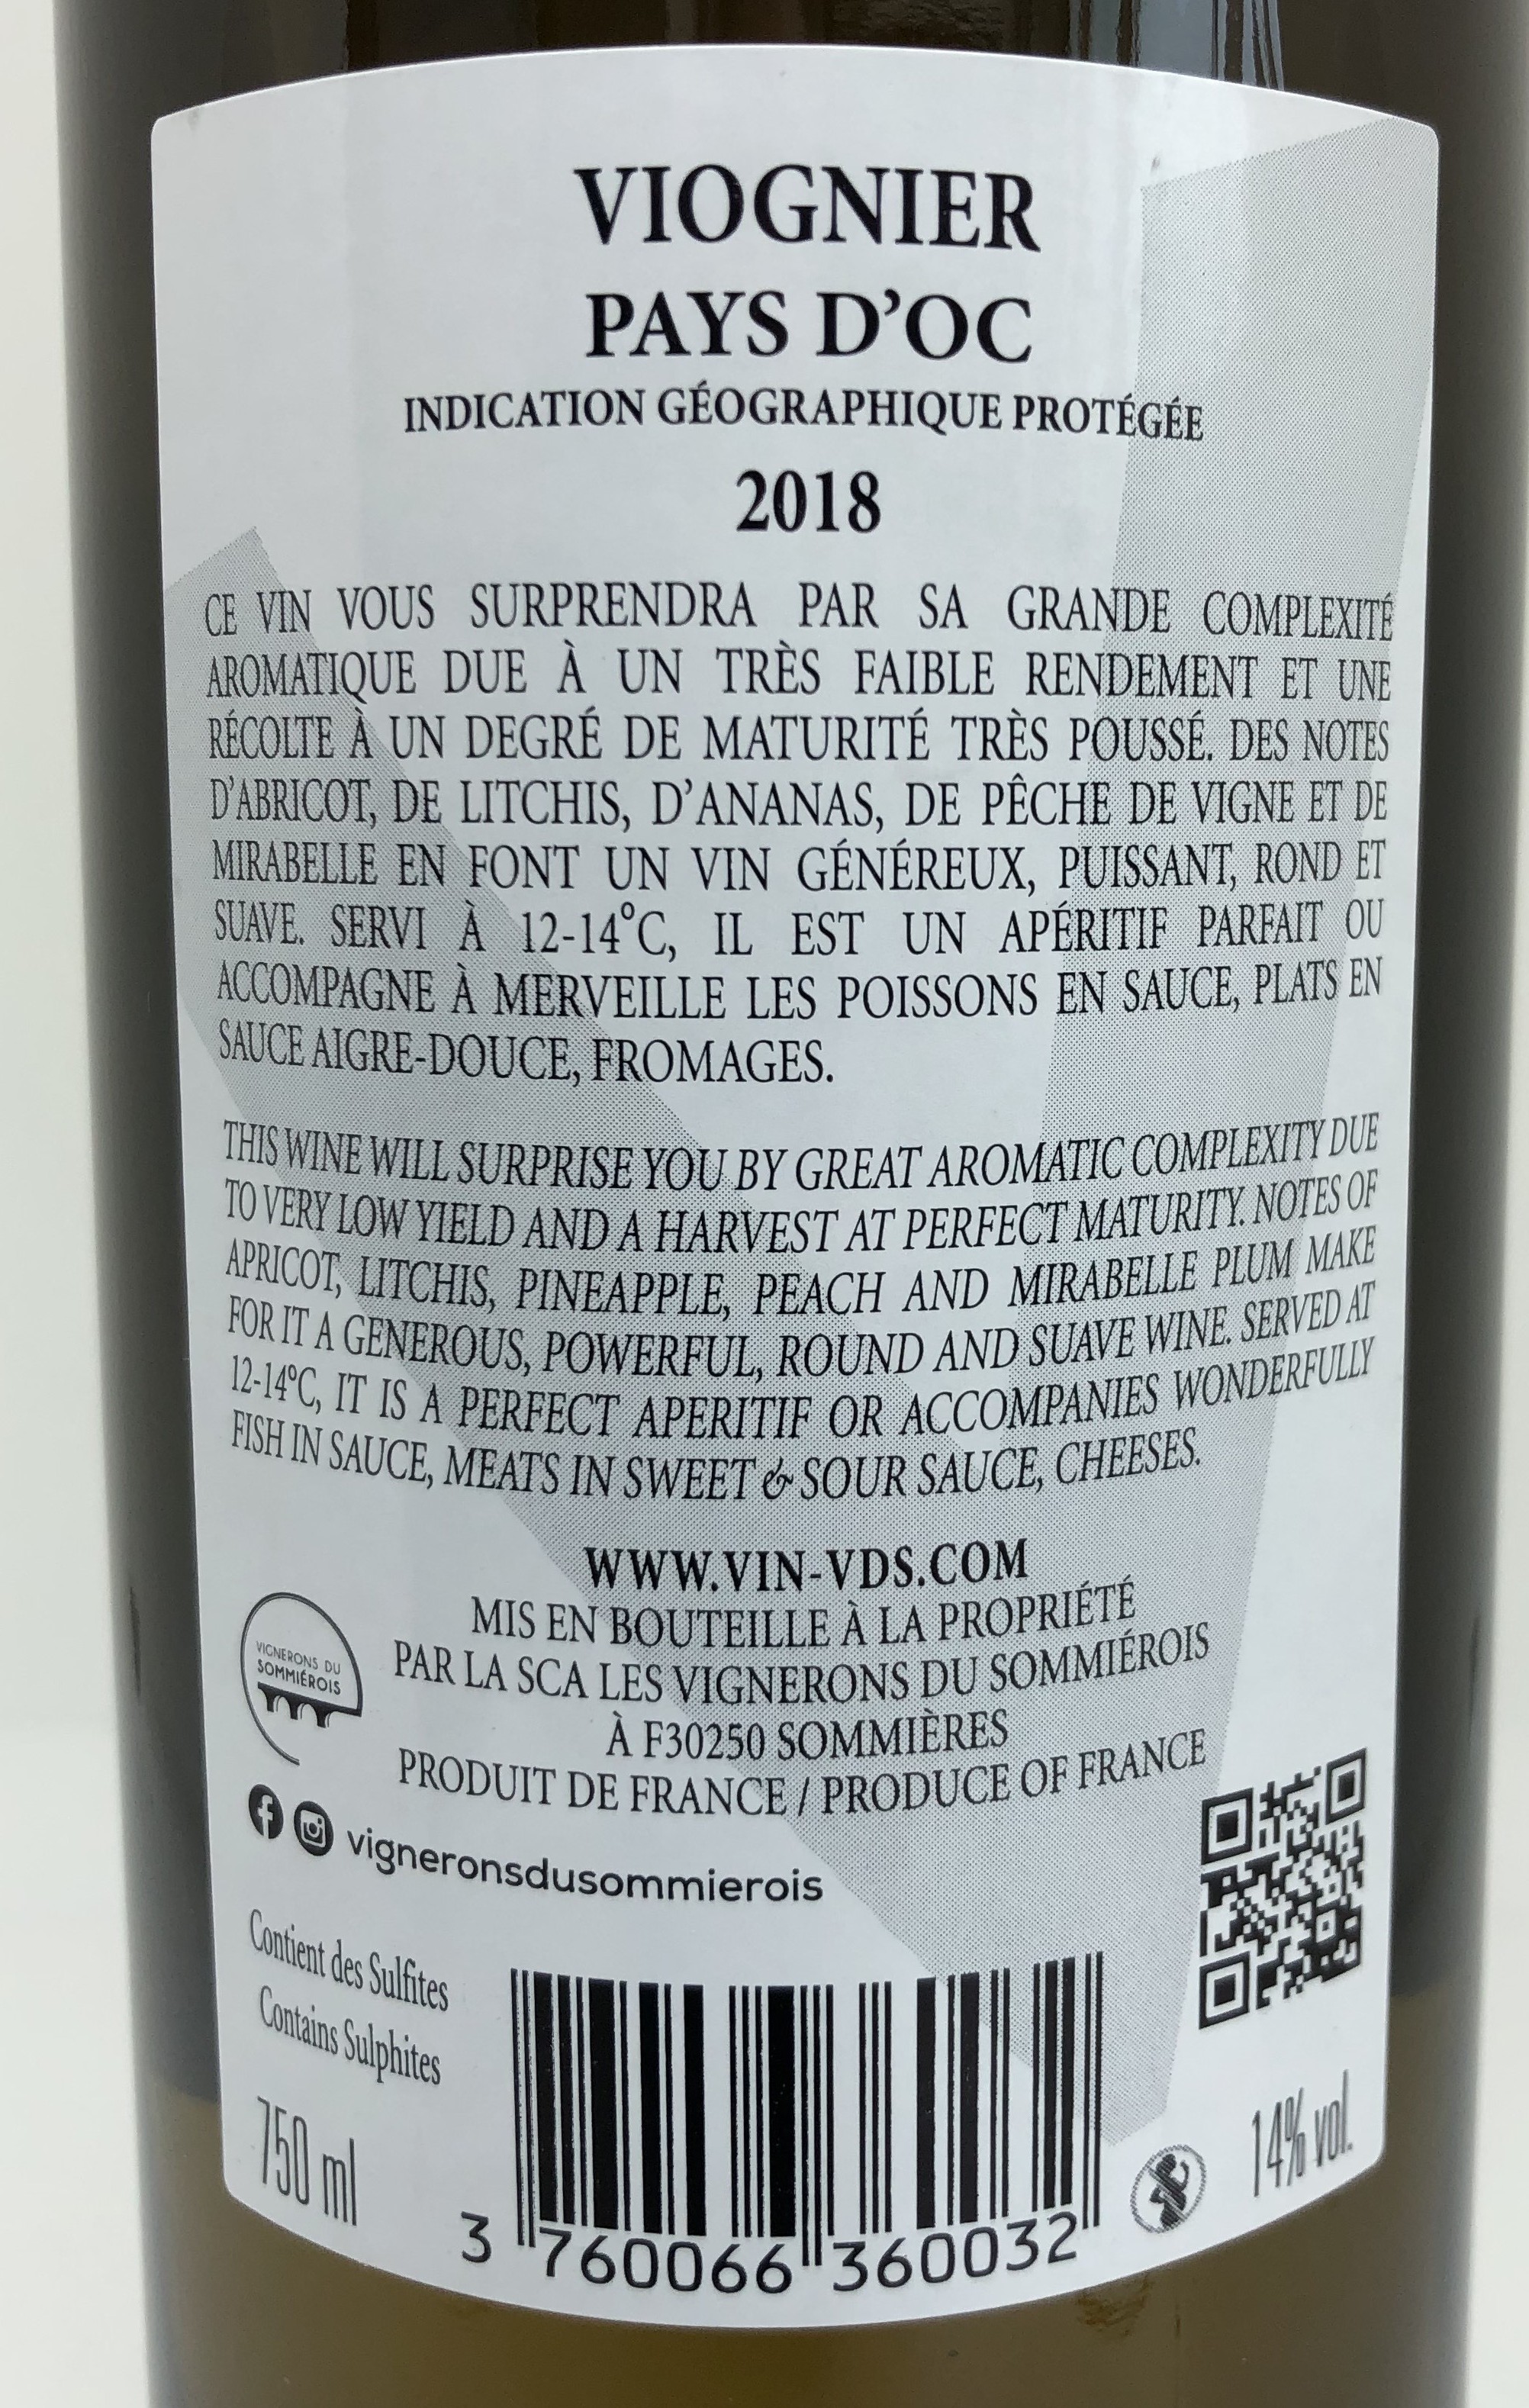 VIOGNIER
PAYS D'OC
INDICATION GÉOGRAPHIQUE PROTÉGÉE
2018
CE VIN VOUS SURPRENDRA PAR SA GRANDE COMPLEXITÉ
AROMATIQUE DUE À UN TRÈS FAIBLE RENDEMENT ET UNE
RÉCOLTE À UN DEGRÉ DE MATURITÉ TRÈS POUSSÉ. DES NOTES
D'ABRICOT, DE LITCHIS, D'ANANAS, DE PÊCHE DE VIGNE ET DE
MIRABELLE EN FONT UN VIN GÉNÉREUX, PUISSANT, ROND ET
SUAVE. SERVI À 12-14°C, IL EST UN APÉRITIF PARFAIT OU
ACCOMPAGNE À MERVEILLE LES POISSONS EN SAUCE, PLATS EN
SAUCE AIGRE-DOUCE, FROMAGES.
THIS WINE WILL SURPRISE YOU BY GREAT AROMATIC COMPLEXITY DUE
TO VERY LOW YIELD AND A HARVEST AT PERFECT MATURITY. NOTES OF
APRICOT, LITCHIS, PINEAPPLE, PEACH AND MIRABELLE PLUM MAKE
FOR IT A GENEROUS, POWERFUL, ROUND AND SUAVE WINE. SERVED AT
12-14°C, IT IS A PERFECT APERITIF OR ACCOMPANIES WONDERFULLY
FISH IN SAUCE, MEATS IN SWEET & SOUR SAUCE, CHEESES.
WWW.VIN-VDS.COM
MIS EN BOUTEILLE À LA PROPRIÉTÉ
PAR LA SCA LES VIGNERONS DU SOMMIÉROIS
À F30250 SOMMIÈRES
PRODUIT DE FRANCE / PRODUCE OF FRANCE
VIGNERONS DU
SOMMIÉROIS
vigneronsdusommierois
Contient des Sulfites
Contains Sulphites
750 ml
3 760066 360032
14% vol.